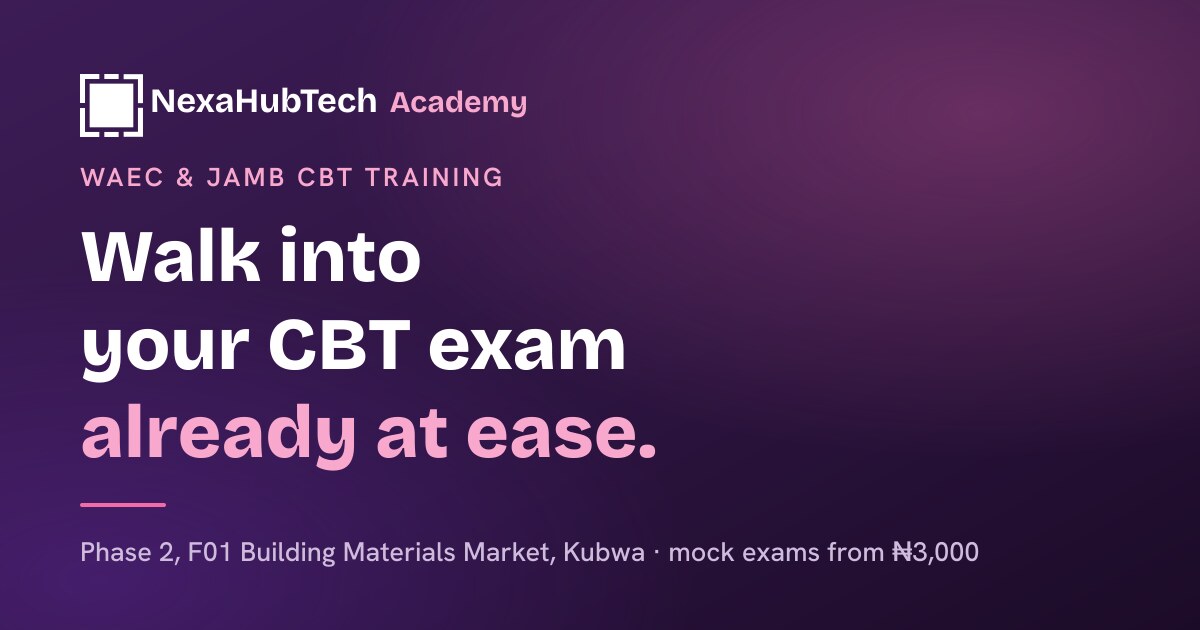 NexaHubTech Academy
WAEC & JAMB CBT TRAINING
Walk into
your CBT exam
already at ease.
Phase 2, F01 Building Materials Market, Kubwa · mock exams from ₦3,000